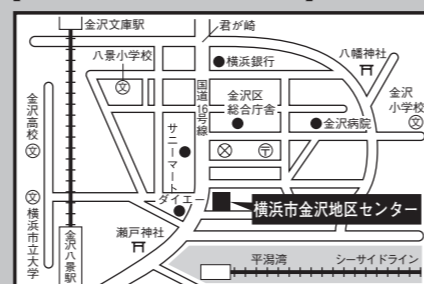 金沢文庫駅
君が崎
八景小学校
文
横浜銀行
八幡神社
国道16号線
金沢区
総合庁舎
金沢
小学校
文
金沢高校
文
サニーマート
金沢病院
文
横浜市立大学
ダイエー
横浜市金沢地区センター
瀬戸神社
金沢八景駅
平潟湾
シーサイドライン